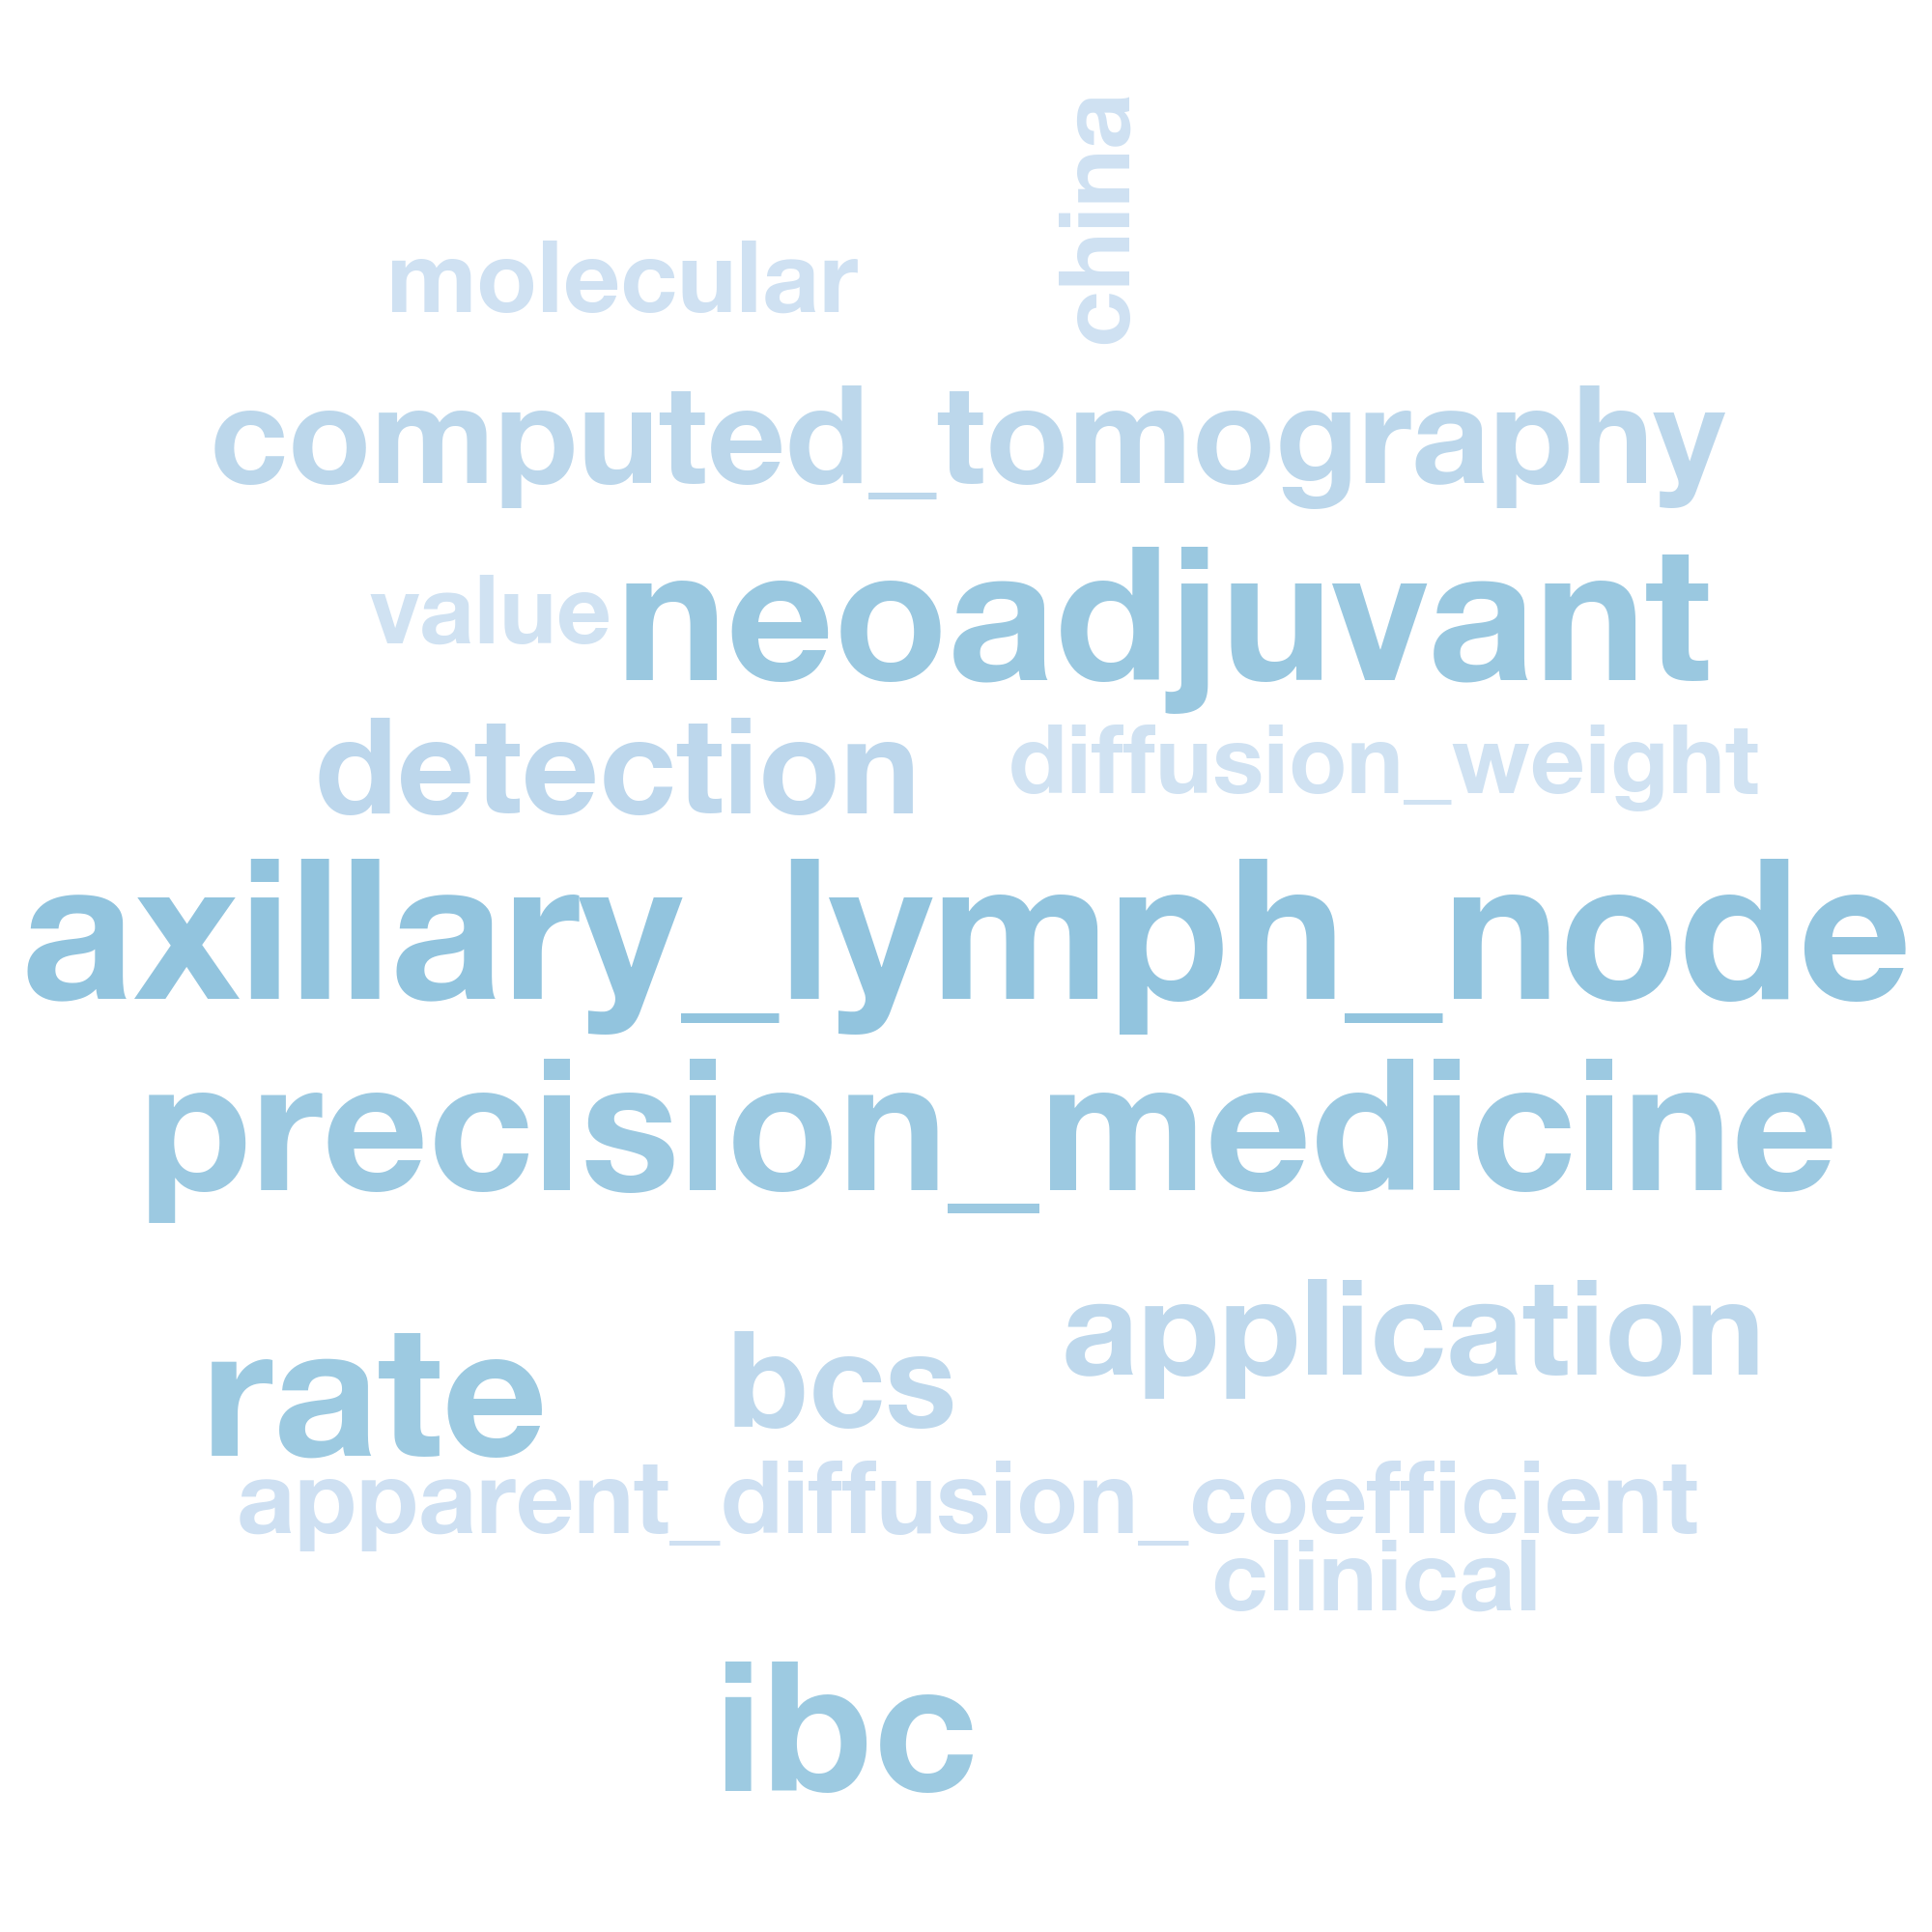 china
molecular
computed_tomography
value
neoadjuvant
detection
diffusion_weight
axillary_lymph_node
precision_medicine
application
rate
bcs
apparent_diffusion_coefficient
clinical
ibc